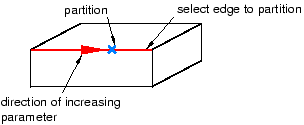 partition
select edge to partition
direction of increasing
parameter